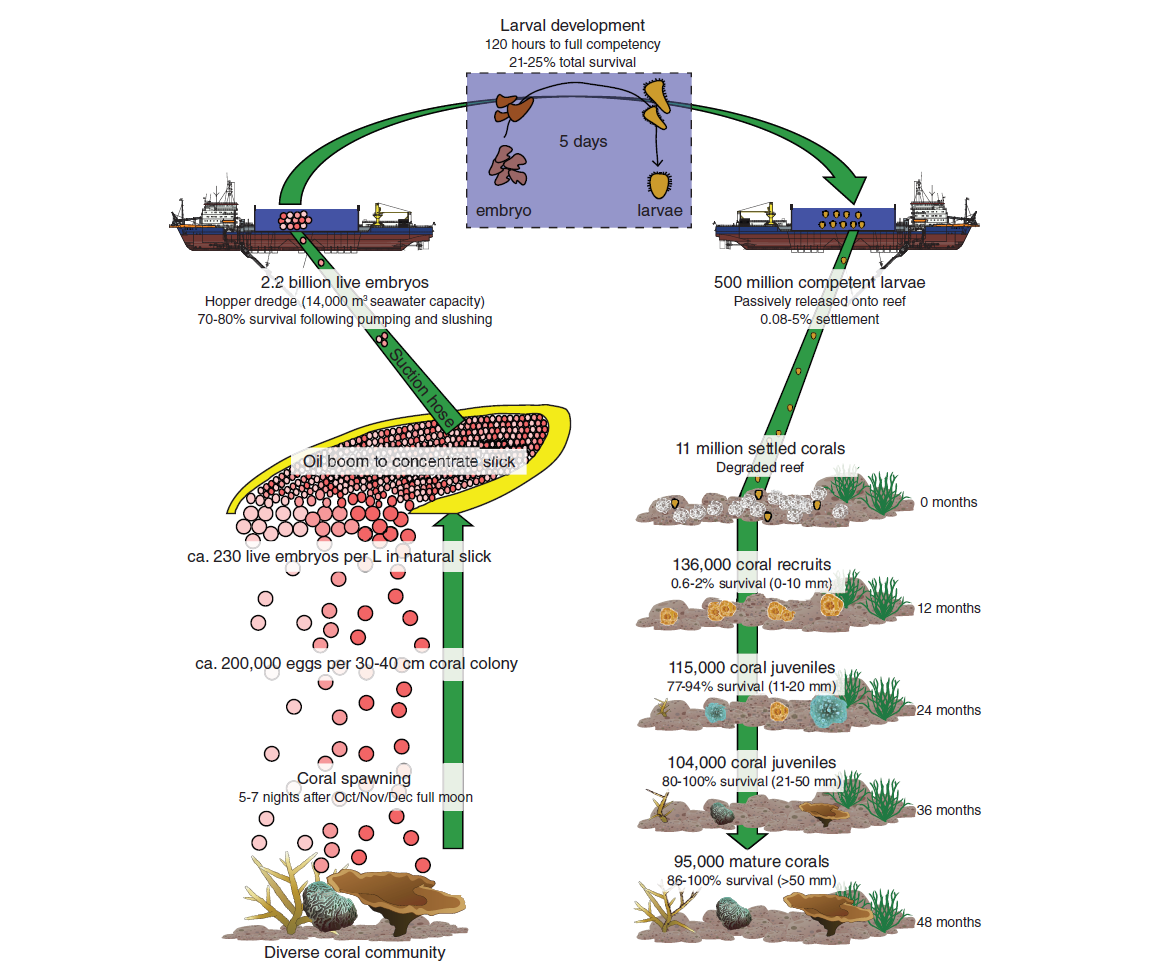 Larval development
120 hours to full competency
21-25% total survival
5 days
embryo
larvae
2.2 billion live embryos
Hopper dredge (14,000 m³ seawater capacity)
70-80% survival following pumping and slushing
500 million competent larvae
Passively released onto reef
0.08-5% settlement
Suction hose
Oil boom to concentrate slick
ca. 230 live embryos per L in natural slick
ca. 200,000 eggs per 30-40 cm coral colony
Coral spawning
5-7 nights after Oct/Nov/Dec full moon
Diverse coral community
11 million settled corals
Degraded reef
0 months
136,000 coral recruits
0.6-2% survival (0-10 mm)
12 months
115,000 coral juveniles
77-94% survival (11-20 mm)
24 months
104,000 coral juveniles
80-100% survival (21-50 mm)
36 months
95,000 mature corals
86-100% survival (>50 mm)
48 months